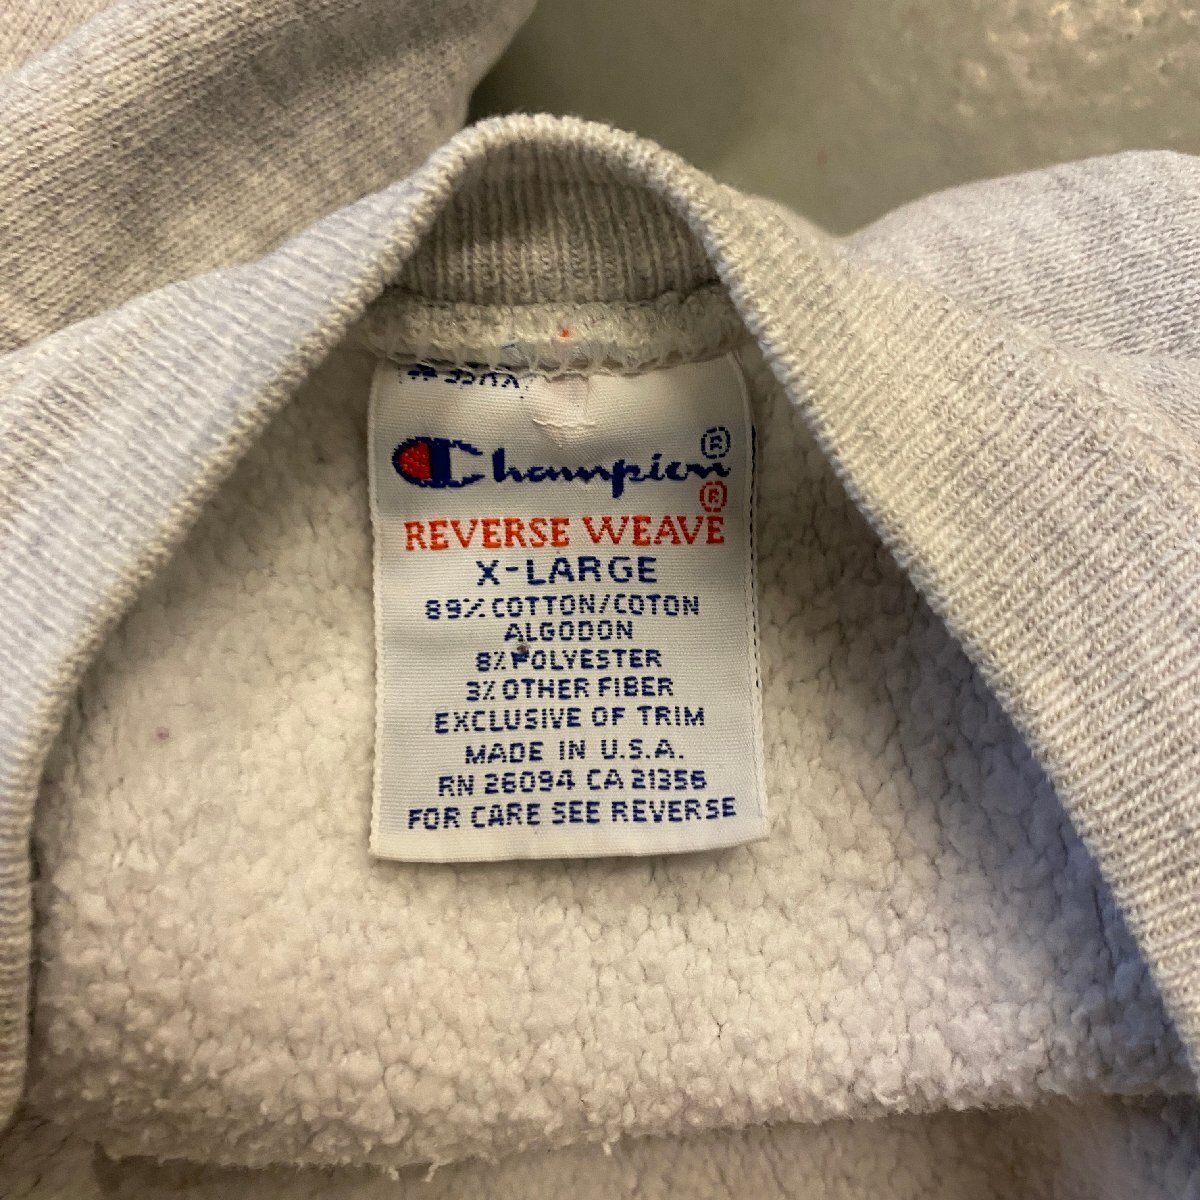 Champion®
REVERSE WEAVE®
X-LARGE
89% COTTON/COTON
ALGODON
8% POLYESTER
3% OTHER FIBER
EXCLUSIVE OF TRIM
MADE IN U.S.A.
RN 26094 CA 21356
FOR CARE SEE REVERSE